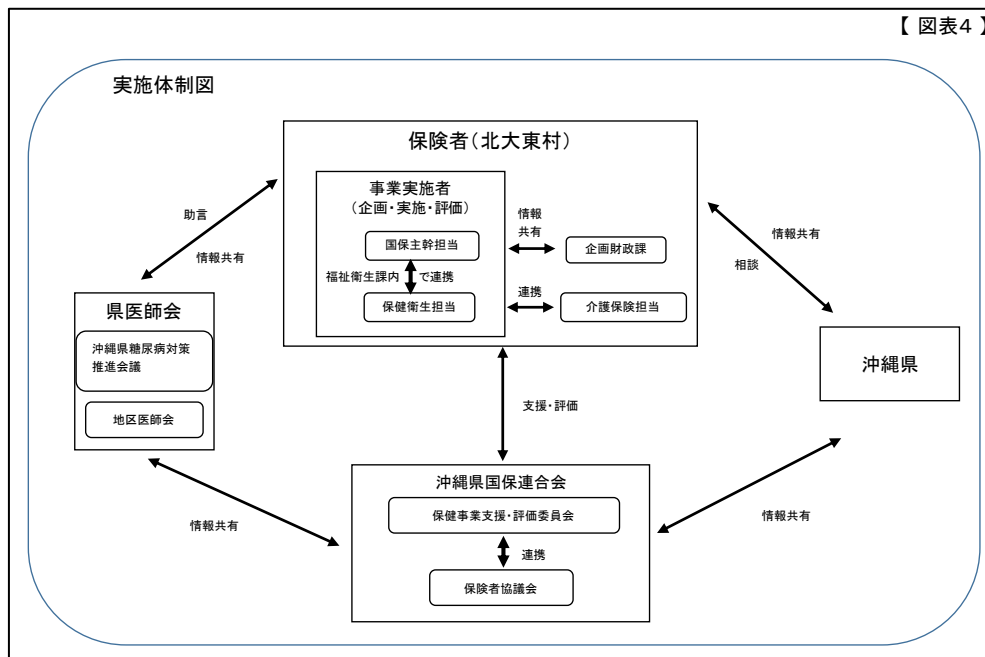 【 図表4 】
実施体制図
保険者(北大東村)
事業実施者
(企画・実施・評価)
国保主幹担当
福祉衛生課内 で連携
保健衛生担当
情報
共有
企画財政課
連携
介護保険担当
助言
情報共有
情報共有
相談
県医師会
沖縄県糖尿病対策
推進会議
地区医師会
沖縄県
支援・評価
沖縄県国保連合会
保健事業支援・評価委員会
連携
保険者協議会
情報共有
情報共有